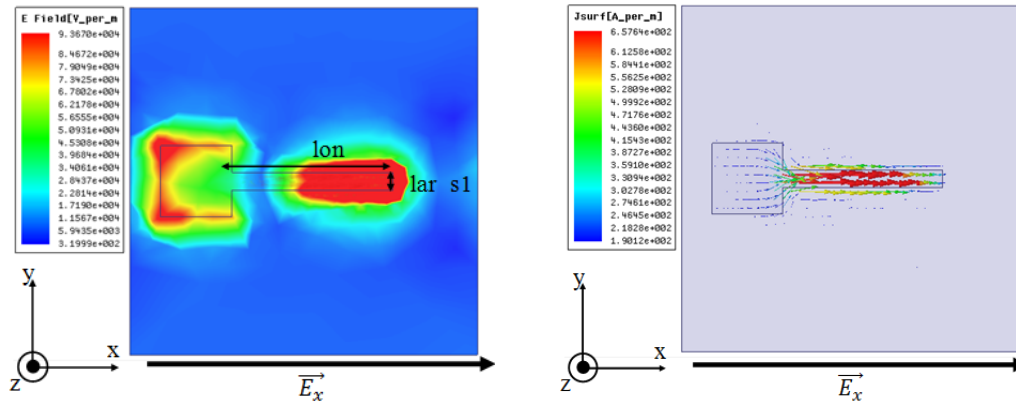 E Field[V_per_m
9.3670e+004
8.4672e+004
7.9049e+004
7.3425e+004
6.7802e+004
6.2178e+004
5.6555e+004
5.0931e+004
4.5308e+004
3.9684e+004
3.4061e+004
2.8437e+004
2.2814e+004
1.7190e+004
1.1567e+004
5.9435e+003
3.1999e+002
lon
lar_s1
y
x
z
Ex
Jsurf[A_per_m]
6.5764e+002
6.1258e+002
5.8441e+002
5.5625e+002
5.2809e+002
4.9992e+002
4.7176e+002
4.4360e+002
4.1543e+002
3.8727e+002
3.5910e+002
3.3094e+002
3.0278e+002
2.7461e+002
2.4645e+002
2.1828e+002
1.9012e+002
y
x
z
Ex